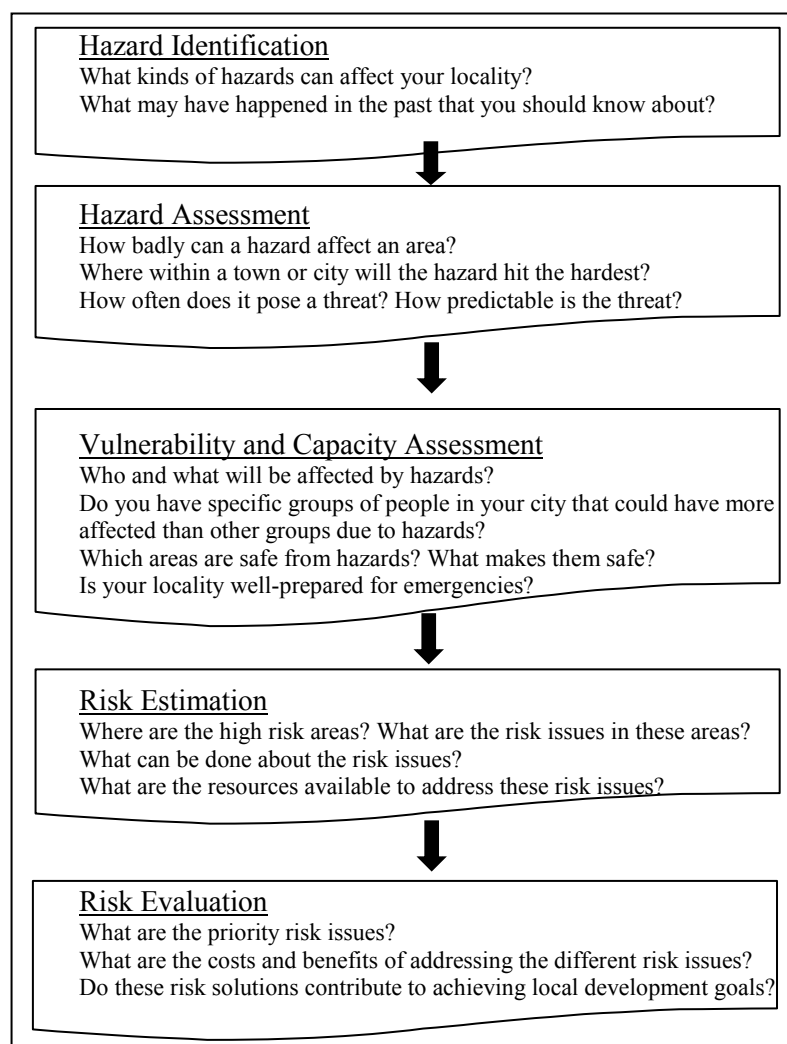 Hazard Identification
What kinds of hazards can affect your locality?
What may have happened in the past that you should know about?
Hazard Assessment
How badly can a hazard affect an area?
Where within a town or city will the hazard hit the hardest?
How often does it pose a threat? How predictable is the threat?
Vulnerability and Capacity Assessment
Who and what will be affected by hazards?
Do you have specific groups of people in your city that could have more
affected than other groups due to hazards?
Which areas are safe from hazards? What makes them safe?
Is your locality well-prepared for emergencies?
Risk Estimation
Where are the high risk areas? What are the risk issues in these areas?
What can be done about the risk issues?
What are the resources available to address these risk issues?
Risk Evaluation
What are the priority risk issues?
What are the costs and benefits of addressing the different risk issues?
Do these risk solutions contribute to achieving local development goals?